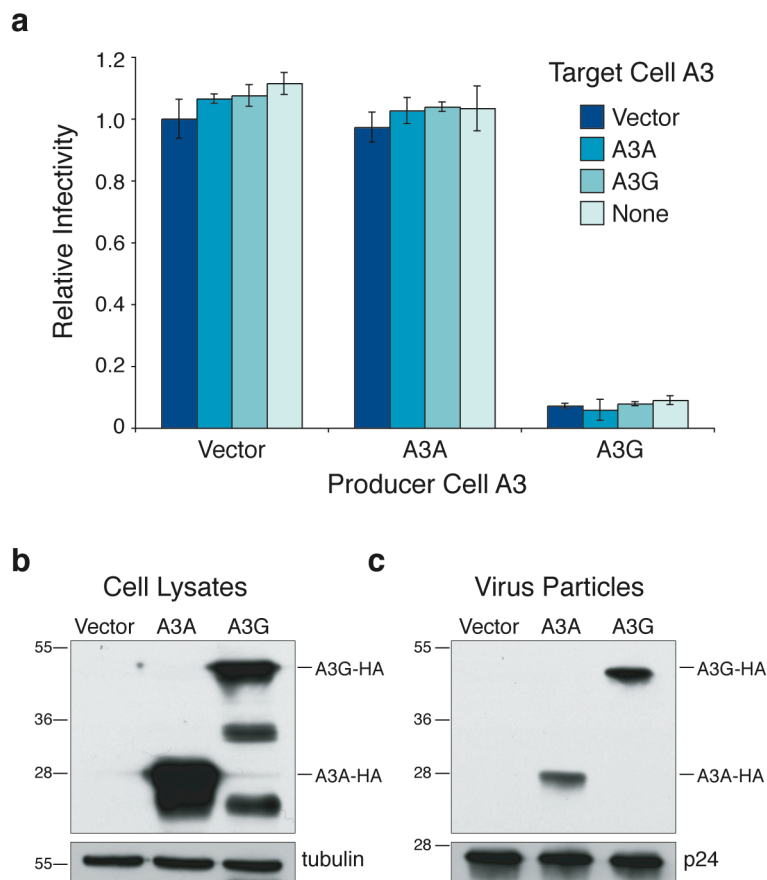 a
1.2
1.0
0.8
0.6
0.4
0.2
0
Relative Infectivity
Target Cell A3
Vector
A3A
A3G
None
Vector A3A A3G
Producer Cell A3
b
Cell Lysates
Vector A3A A3G
55
36
28
A3G-HA
A3A-HA
55
tubulin
c
Virus Particles
Vector A3A A3G
55
36
28
A3G-HA
A3A-HA
28
p24